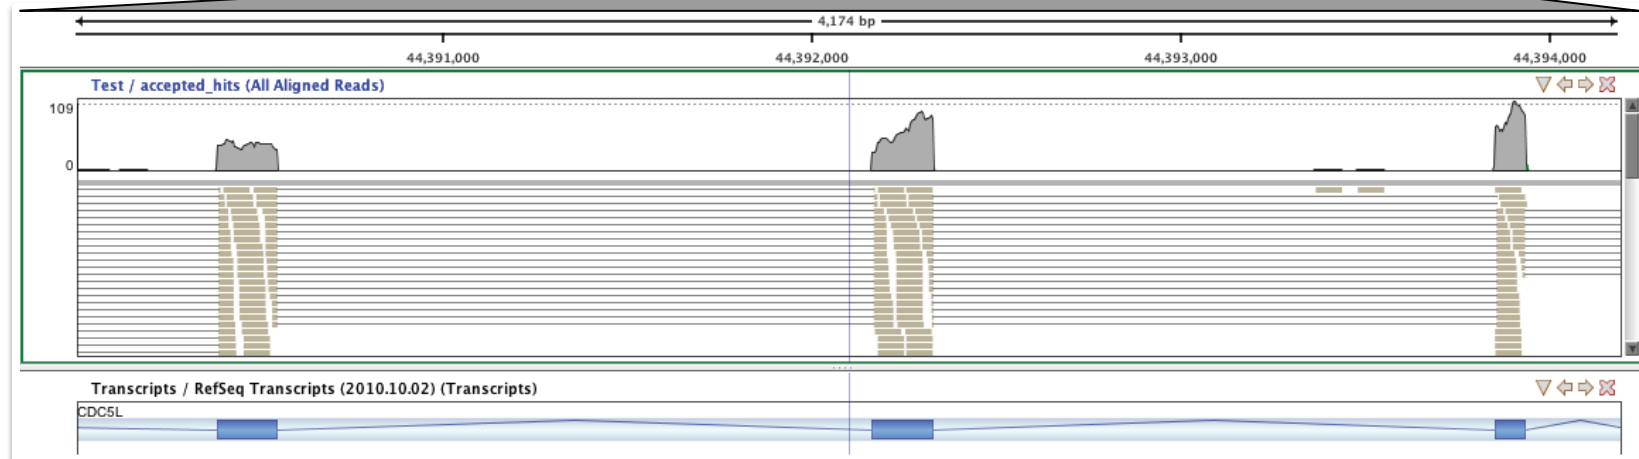 4,174 bp
44,391,000 44,392,000 44,393,000 44,394,000
Test / accepted_hits (All Aligned Reads)
109
0
Transcripts / RefSeq Transcripts (2010.10.02) (Transcripts)
CDC5L